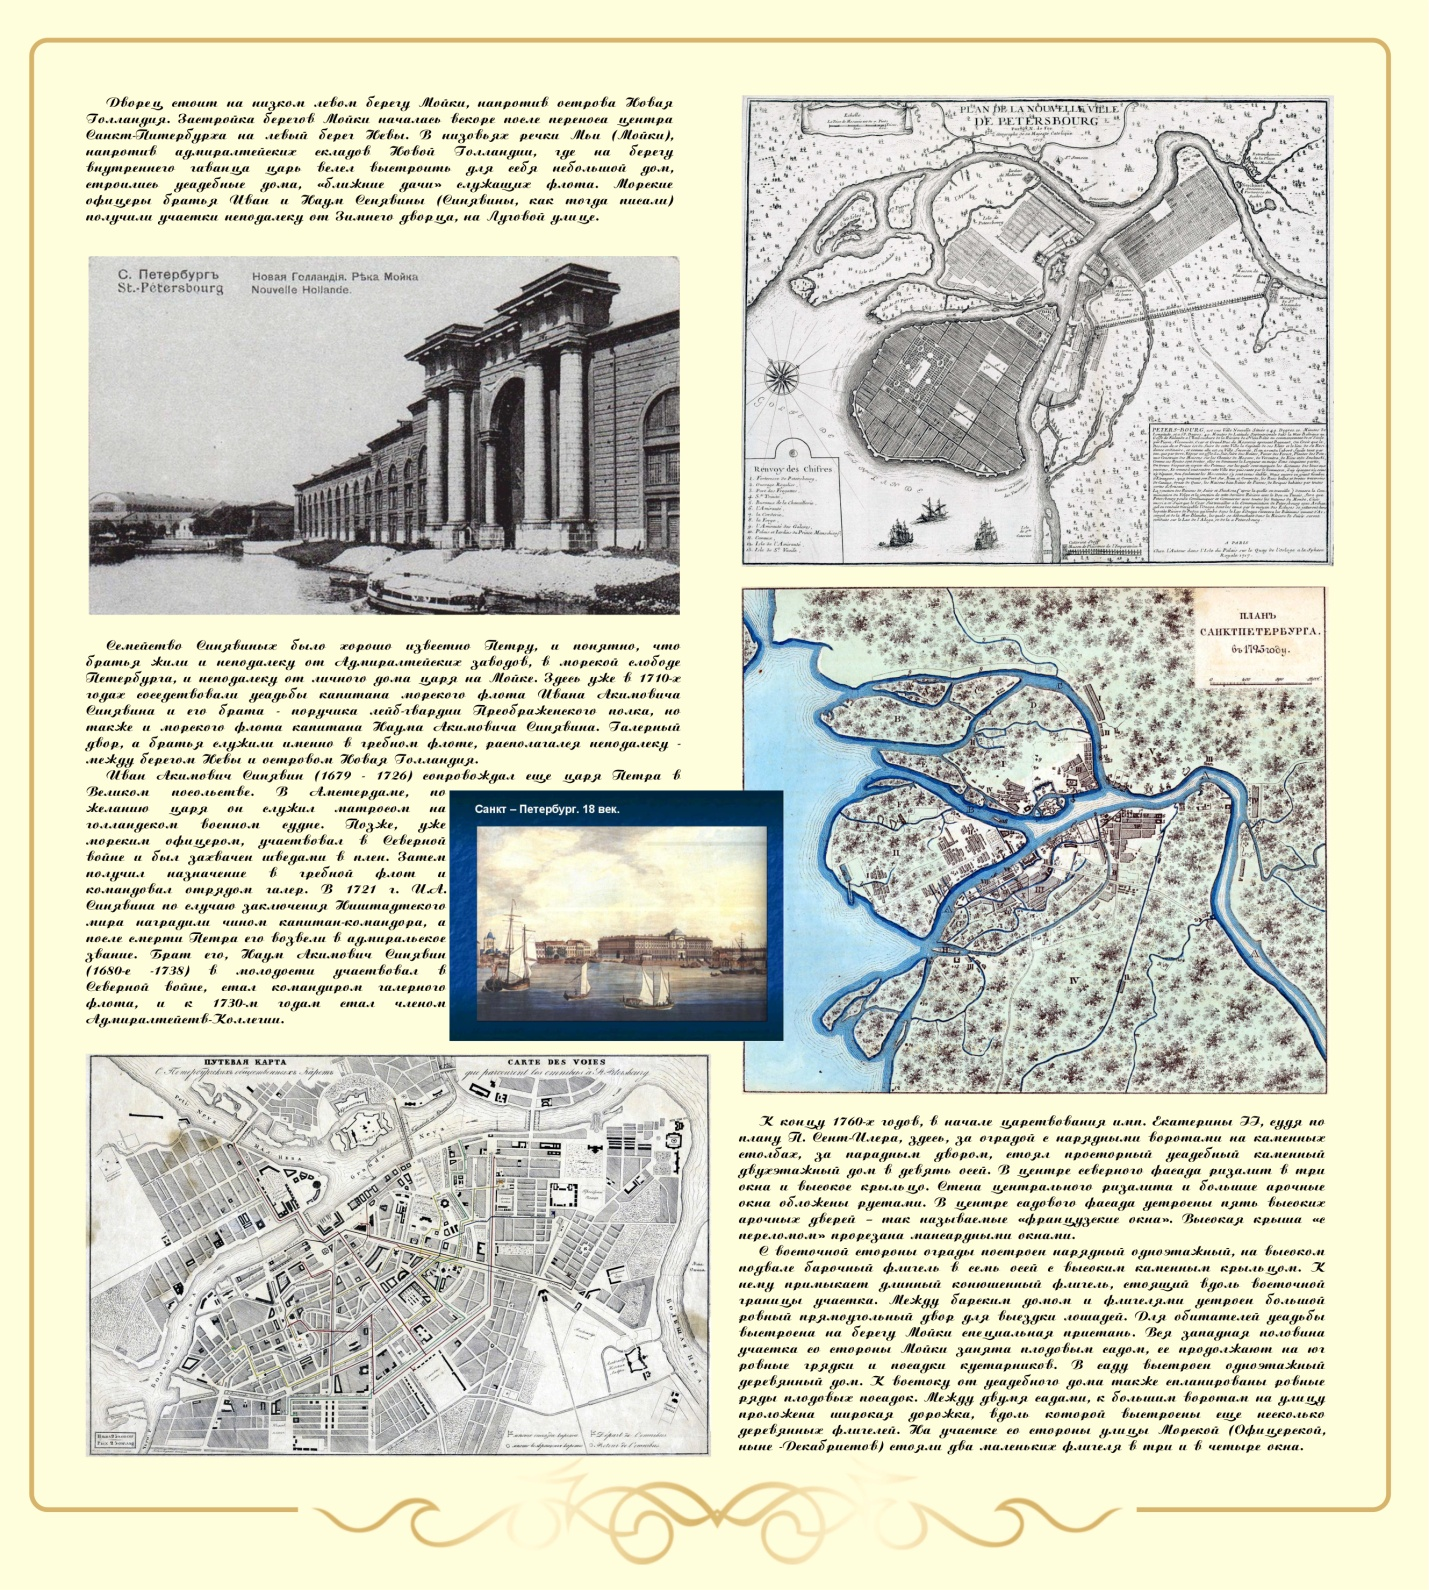 Дворец стоит на низком левом берегу Мойки, напротив острова Новая
Голландия. Застройка берегов Мойки началась вскоре после переноса центра
Санкт-Питербурха на левый берег Невы. В низовьях речки Мьи (Мойки),
напротив адмиралтейских складов Новой Голландии, где на берегу
внутреннего гаванца царь велел выстроить для себя небольшой дом,
строились усадебные дома, «ближние дачи» служащих флота. Морские
офицеры братья Иван и Наум Сенявины (Синявины, как тогда писали)
получили участки неподалеку от Зимнего дворца, на Луговой улице.
С. Петербургъ
St.-Pétersbourg
Новая Голландія. Рѣка Мойка
Nouvelle Hollande.
Семейство Синявиных было хорошо известно Петру, и понятно, что
братья жили и неподалеку от Адмиралтейских заводов, в морской слободе
Петербурга, и неподалеку от личного дома царя на Мойке. Здесь уже в 1710-х
годах соседствовали усадьбы капитана морского флота Ивана Акимовича
Синявина и его брата - поручика лейб-гвардии Преображенского полка, но
также и морского флота капитана Наума Акимовича Синявина. Галерный
двор, а братья служили именно в гребном флоте, располагался неподалеку -
между берегом Невы и островом Новая Голландия.
Иван Акимович Синявин (1679 - 1726) сопровождал еще царя Петра в
Великом посольстве. В Амстердаме, по
желанию царя он служил матросом на
голландском военном судне. Позже, уже
морским офицером, участвовал в Северной
войне и был захвачен шведами в плен. Затем
получил назначение в гребной флот и
командовал отрядом галер. В 1721 г. И.А.
Синявина по случаю заключения Ништадтского
мира наградили чином капитан-командора, а
после смерти Петра его возвели в адмиральское
звание. Брат его, Наум Акимович Синявин
(1680-е -1738) в молодости участвовал в
Северной войне, стал командиром галерного
флота, и к 1730-м годам стал членом
Адмиралтейств-Коллегии.
Санкт – Петербург. 18 век.
ПУТЕВАЯ КАРТА
С Петербургскихъ общественныхъ Каретъ
CARTE DES VOIES
que parcourent les omnibus à St. Pétersbourg
PLAN DE LA NOUVELLE VILLE
DE PETERSBOURG
Renvoy des Chifres
A PARIS
ПЛАНЪ
САНКТПЕТЕРБУРГА.
въ 1725 году.
К концу 1760-х годов, в начале царствования имп. Екатерины II, судя по
плану П. Сент-Илера, здесь, за оградой с нарядными воротами на каменных
столбах, за парадным двором, стоял просторный усадебный каменный
двухэтажный дом в девять осей. В центре северного фасада ризалит в три
окна и высокое крыльцо. Стена центрального ризалита и большие арочные
окна обложены рустами. В центре садового фасада устроены пять высоких
арочных дверей – так называемые «французские окна». Высокая крыша «с
переломом» прорезана мансардными окнами.
С восточной стороны ограды построен нарядный одноэтажный, на высоком
подвале барочный флигель в семь осей с высоким каменным крыльцом. К
нему примыкает длинный конюшенный флигель, стоящий вдоль восточной
границы участка. Между барским домом и флигелями устроен большой
ровный прямоугольный двор для выездки лошадей. Для обитателей усадьбы
выстроена на берегу Мойки специальная пристань. Вся западная половина
участка со стороны Мойки занята плодовым садом, ее продолжают на юг
ровные грядки и посадки кустарников. В саду выстроен одноэтажный
деревянный дом. К востоку от усадебного дома также спланированы ровные
ряды плодовых посадок. Между двумя садами, к большим воротам на улицу
проложена широкая дорожка, вдоль которой выстроены еще несколько
деревянных флигелей. На участке со стороны улицы Морской (Офицерской,
ныне -Декабристов) стояли два маленьких флигеля в три и в четыре окна.